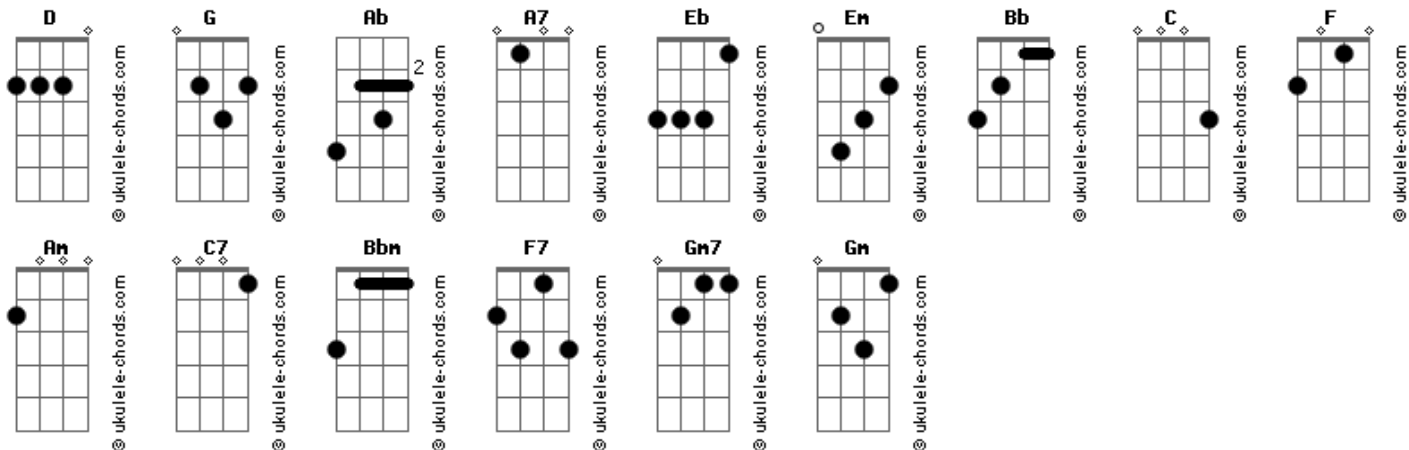 D G Ab A7 Eb Em Bb C F
2
© ukulele-chords.com © ukulele-chords.com © ukulele-chords.com © ukulele-chords.com © ukulele-chords.com © ukulele-chords.com © ukulele-chords.com © ukulele-chords.com © ukulele-chords.com
Am C7 Bbm F7 Gm7 Gm
© ukulele-chords.com © ukulele-chords.com © ukulele-chords.com © ukulele-chords.com © ukulele-chords.com © ukulele-chords.com